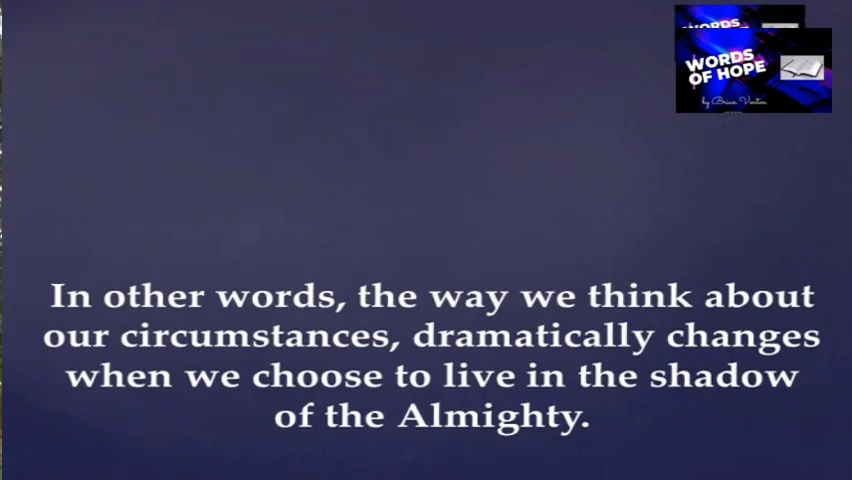 WORDS
WORDS
OF HOPE
In other words, the way we think about
our circumstances, dramatically changes
when we choose to live in the shadow
of the Almighty.